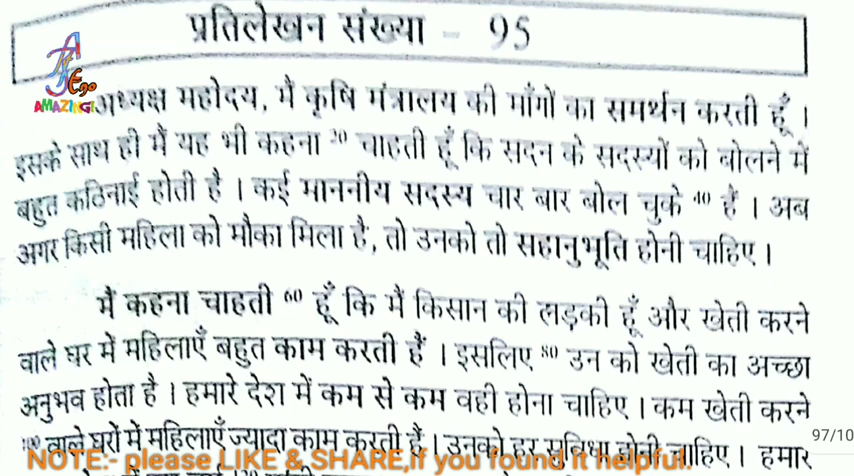 प्रतिलेखन संख्या - 95
AMAZING!
Ego
अध्यक्ष महोदय, मैं कृषि मंत्रालय की माँगों का समर्थन करती हूँ ।
इसके साथ ही मैं यह भी कहना 20 चाहती हूँ कि सदन के सदस्यों को बोलने में
बहुत कठिनाई होती है । कई माननीय सदस्य चार बार बोल चुके 40 हैं । अब
अगर किसी महिला को मौका मिला है, तो उनको तो सहानुभूति होनी चाहिए ।
मैं कहना चाहती 60 हूँ कि मैं किसान की लड़की हूँ और खेती करने
वाले घर में महिलाएँ बहुत काम करती हैं । इसलिए 80 उन को खेती का अच्छा
अनुभव होता है । हमारे देश में कम से कम वही होना चाहिए । कम खेती करने
100 वाले घरों में महिलाएँ ज्यादा काम करती हैं । उनको हर सुविधा होनी चाहिए । हमार
97/10
NOTE:- please LIKE & SHARE,if you found it helpful.